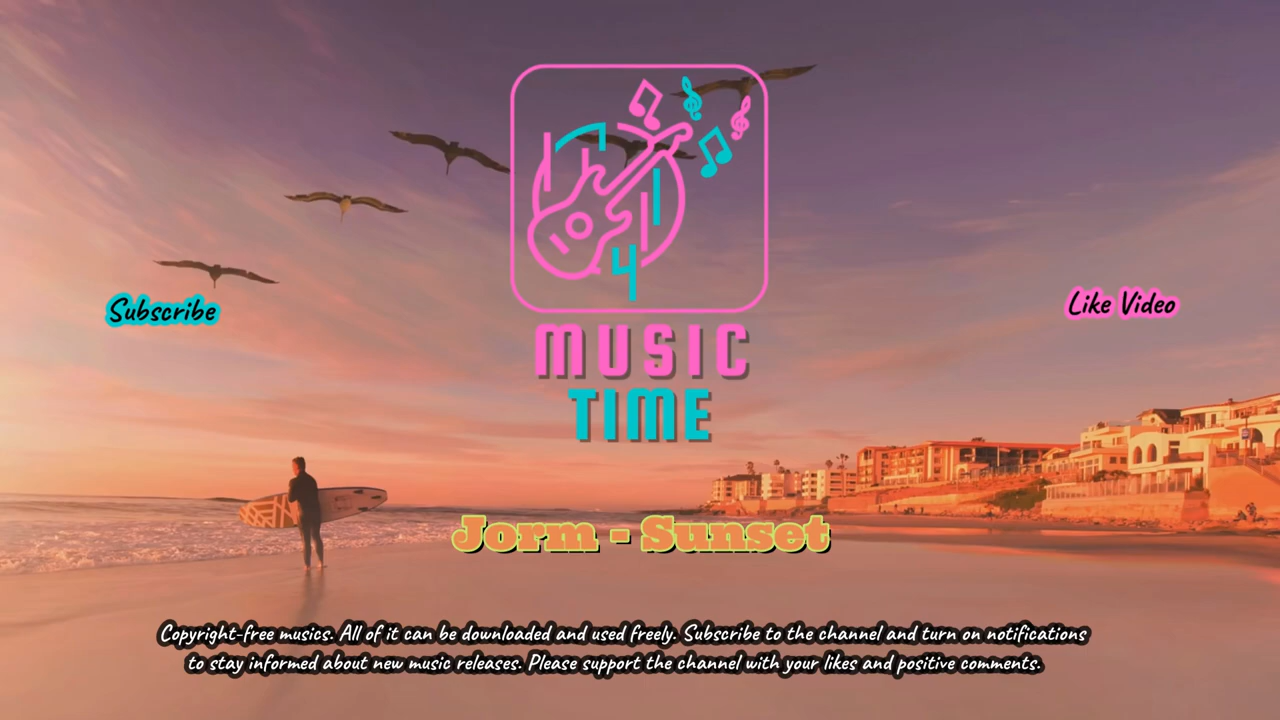 Subscribe
Like Video
4
MUSIC
TIME
Jorm - Sunset
Copyright-free musics. All of it can be downloaded and used freely. Subscribe to the channel and turn on notifications
to stay informed about new music releases. Please support the channel with your likes and positive comments.